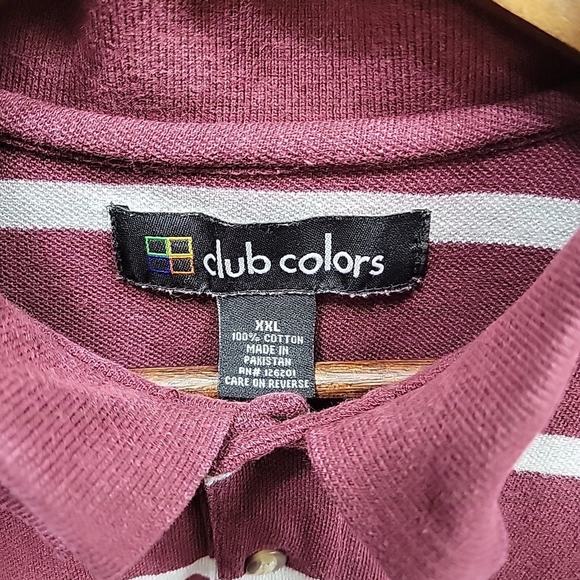 club colors
XXL
100% COTTON
MADE IN
PAKISTAN
RN# 126201
CARE ON REVERSE